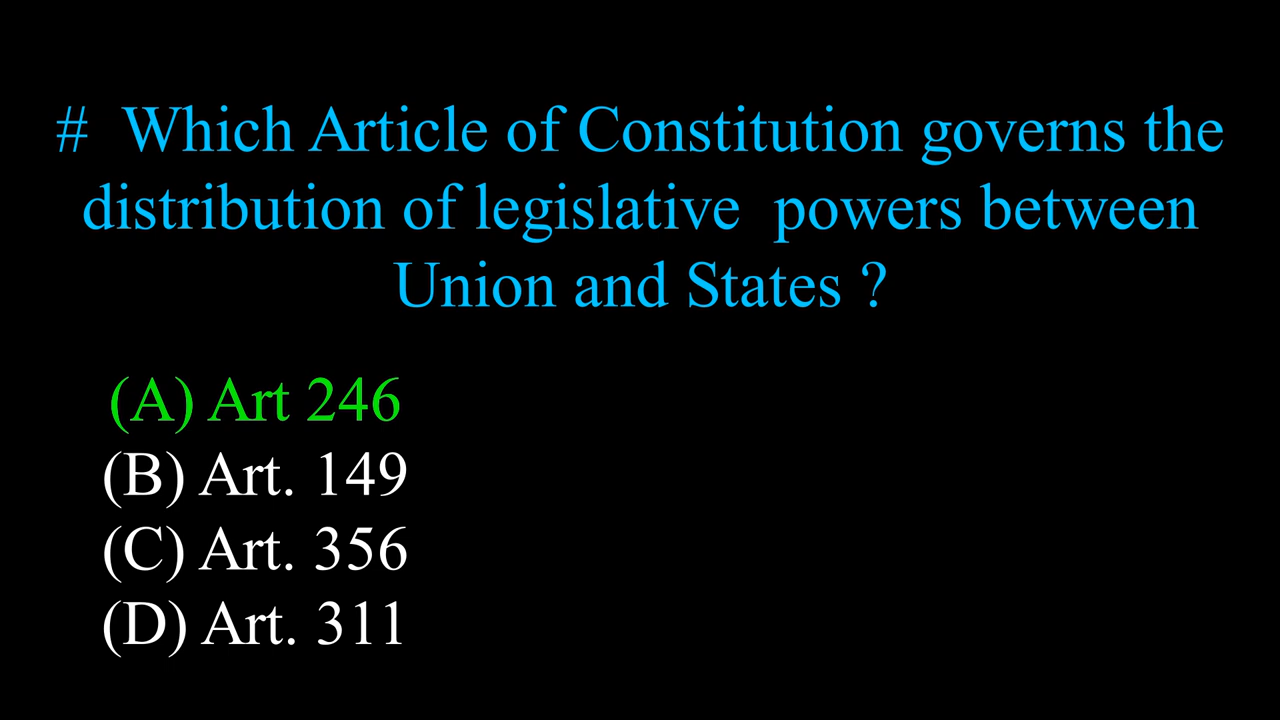 # Which Article of Constitution governs the
distribution of legislative powers between
Union and States ?
(A) Art 246
(B) Art. 149
(C) Art. 356
(D) Art. 311